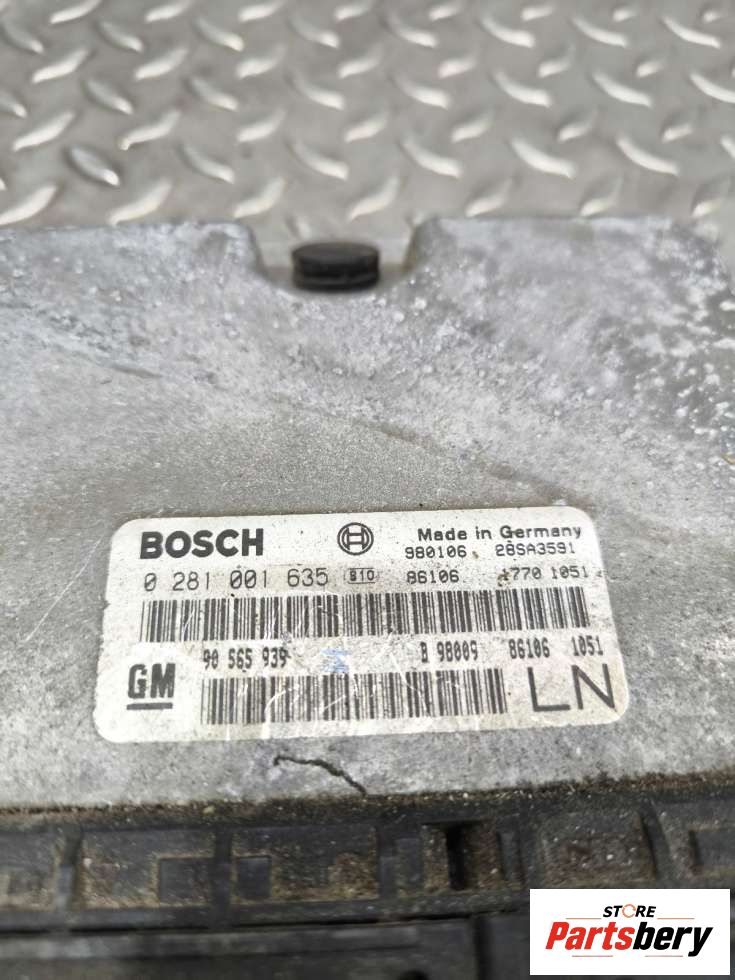 BOSCH Made in Germany
980106 28SA3591
0 281 001 635 B10 86106 1770 1051
90 565 939 B 98009 86106 1051
GM LN
STORE
Partsbery